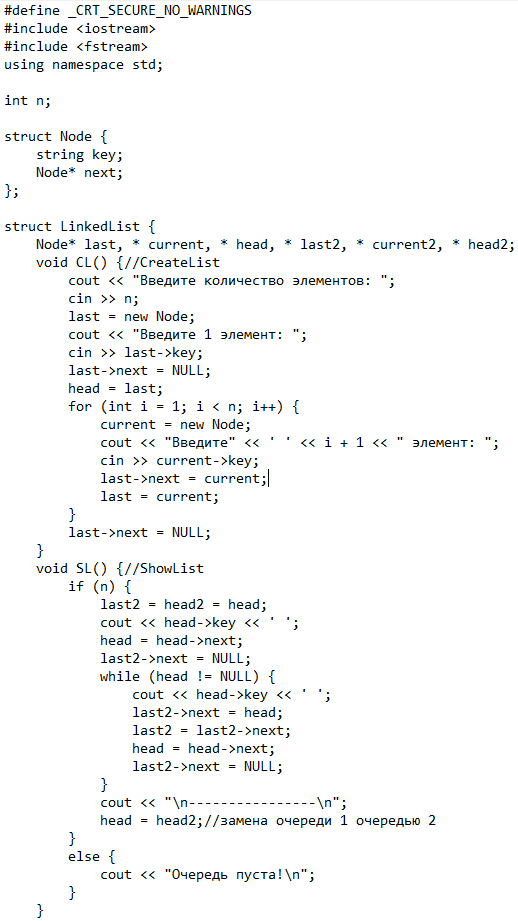 #define _CRT_SECURE_NO_WARNINGS
#include <iostream>
#include <fstream>
using namespace std;

int n;

struct Node {
    string key;
    Node* next;
};

struct LinkedList {
    Node* last, * current, * head, * last2, * current2, * head2;
    void CL() {//CreateList
        cout << "Введите количество элементов: ";
        cin >> n;
        last = new Node;
        cout << "Введите 1 элемент: ";
        cin >> last->key;
        last->next = NULL;
        head = last;
        for (int i = 1; i < n; i++) {
            current = new Node;
            cout << "Введите" << ' ' << i + 1 << " элемент: ";
            cin >> current->key;
            last->next = current;
            last = current;
        }
        last->next = NULL;
    }
    void SL() {//ShowList
        if (n) {
            last2 = head2 = head;
            cout << head->key << ' ';
            head = head->next;
            last2->next = NULL;
            while (head != NULL) {
                cout << head->key << ' ';
                last2->next = head;
                last2 = last2->next;
                head = head->next;
                last2->next = NULL;
            }
            cout << "\n----------------\n";
            head = head2;//замена очереди 1 очередью 2
        }
        else {
            cout << "Очередь пуста!\n";
        }
    }